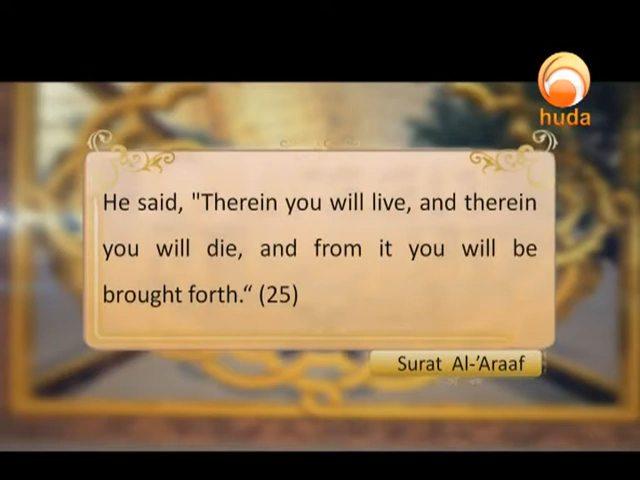 huda
He said, "Therein you will live, and therein
you will die, and from it you will be
brought forth.“ (25)
Surat Al-’Araaf